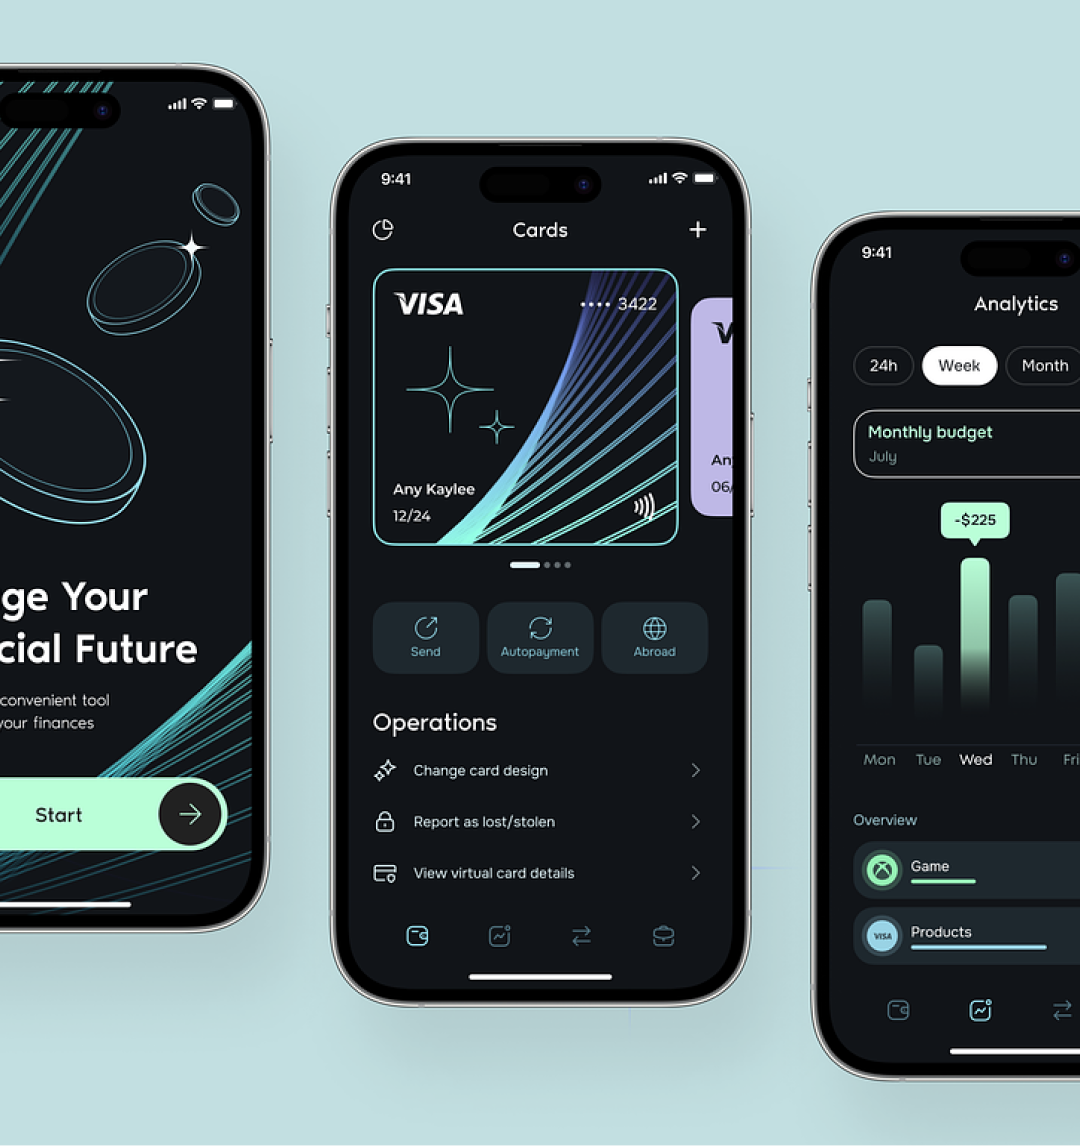 ge Your
cial Future
convenient tool
your finances
Start
9:41
Cards
VISA
•••• 3422
Any Kaylee
12/24
V
An
06/
Send
Autopayment
Abroad
Operations
Change card design
Report as lost/stolen
View virtual card details
9:41
Analytics
24h
Week
Month
Monthly budget
July
-$225
Mon
Tue
Wed
Thu
Fri
Overview
Game
VISA
Products